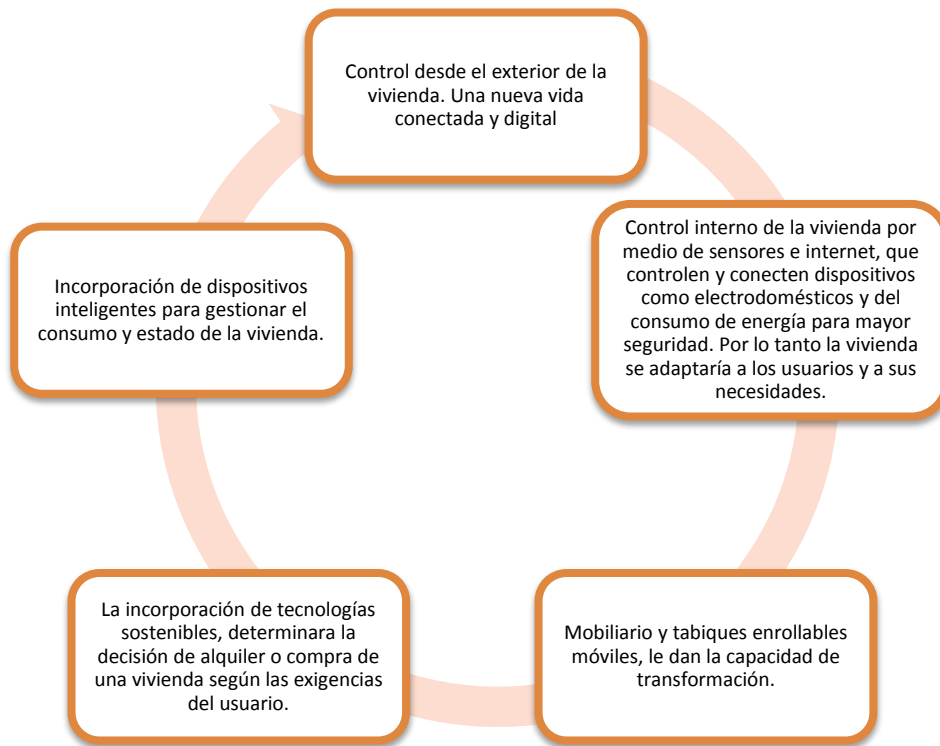 Control desde el exterior de la
vivienda. Una nueva vida
conectada y digital
Control interno de la vivienda por
medio de sensores e internet, que
controlen y conecten dispositivos
como electrodomésticos y del
consumo de energía para mayor
seguridad. Por lo tanto la vivienda
se adaptaría a los usuarios y a sus
necesidades.
Mobiliario y tabiques enrollables
móviles, le dan la capacidad de
transformación.
La incorporación de tecnologías
sostenibles, determinara la
decisión de alquiler o compra de
una vivienda según las exigencias
del usuario.
Incorporación de dispositivos
inteligentes para gestionar el
consumo y estado de la vivienda.